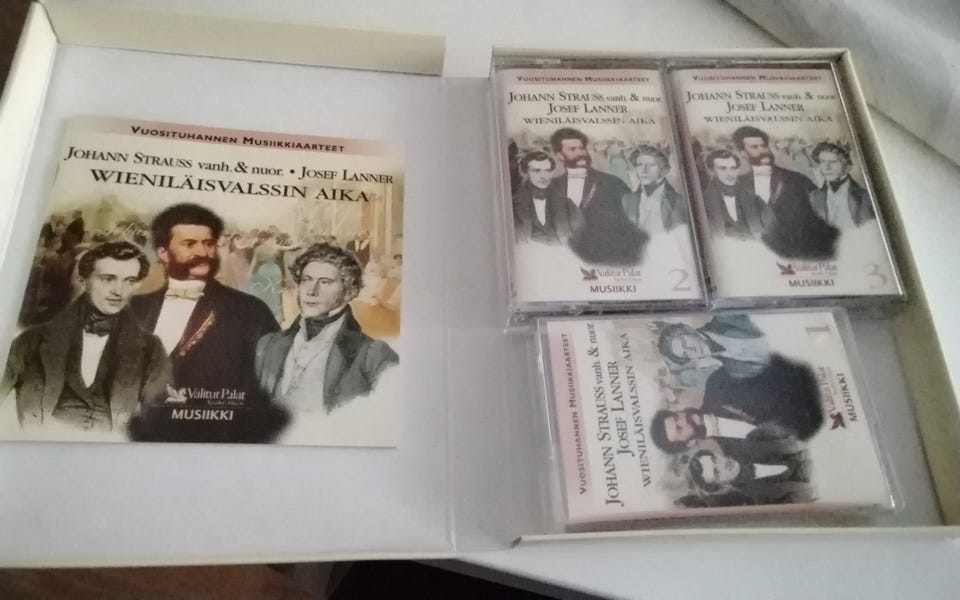 VUOSITUHANNEN MUSIIKKIAARTEET
JOHANN STRAUSS vanh. & nuor. • JOSEF LANNER
WIENILÄISVALSSIN AIKA
Valitut Palat
Reader's Digest
MUSIIKKI
VUOSITUHANNEN MUSIIKKIAARTEET
JOHANN STRAUSS vanh. & nuor.
JOSEF LANNER
WIENILÄISVALSSIN AIKA
Valitut Palat
MUSIIKKI
2
VUOSITUHANNEN MUSIIKKIAARTEET
JOHANN STRAUSS vanh. & nuor.
JOSEF LANNER
WIENILÄISVALSSIN AIKA
Valitut Palat
MUSIIKKI
3
VUOSITUHANNEN MUSIIKKIAARTEET
JOHANN STRAUSS vanh. & nuor.
JOSEF LANNER
WIENILÄISVALSSIN AIKA
Valitut Palat
MUSIIKKI
1